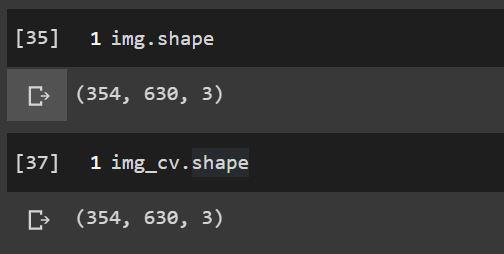 [35] 1 img.shape
(354, 630, 3)
[37] 1 img_cv.shape
(354, 630, 3)